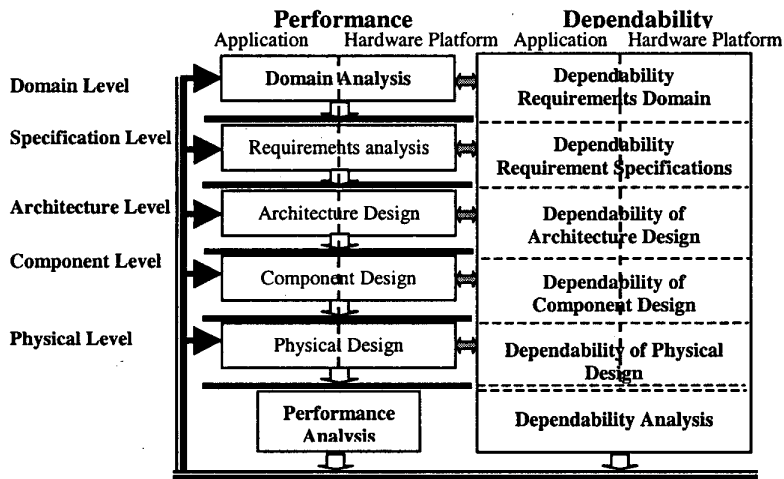 Performance
Dependability
Application Hardware Platform
Application Hardware Platform
Domain Level
Domain Analysis
Dependability
Requirements Domain
Specification Level
Requirements analysis
Dependability
Requirement Specifications
Architecture Level
Architecture Design
Dependability of
Architecture Design
Component Level
Component Design
Dependability of
Component Design
Physical Level
Physical Design
Dependability of Physical
Design
Performance
Analysis
Dependability Analysis